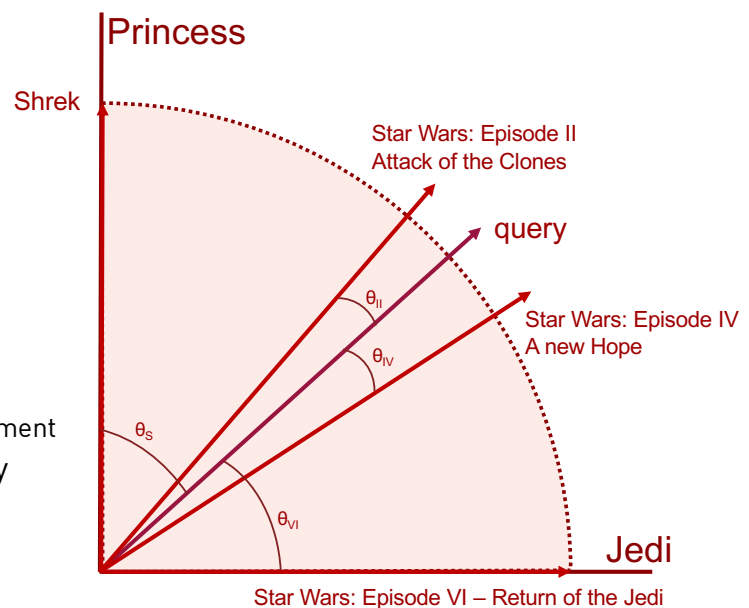 Princess
Shrek
Star Wars: Episode II
Attack of the Clones
query
θII
Star Wars: Episode IV
A new Hope
θIV
ment
θS
y
θVI
Jedi
Star Wars: Episode VI – Return of the Jedi